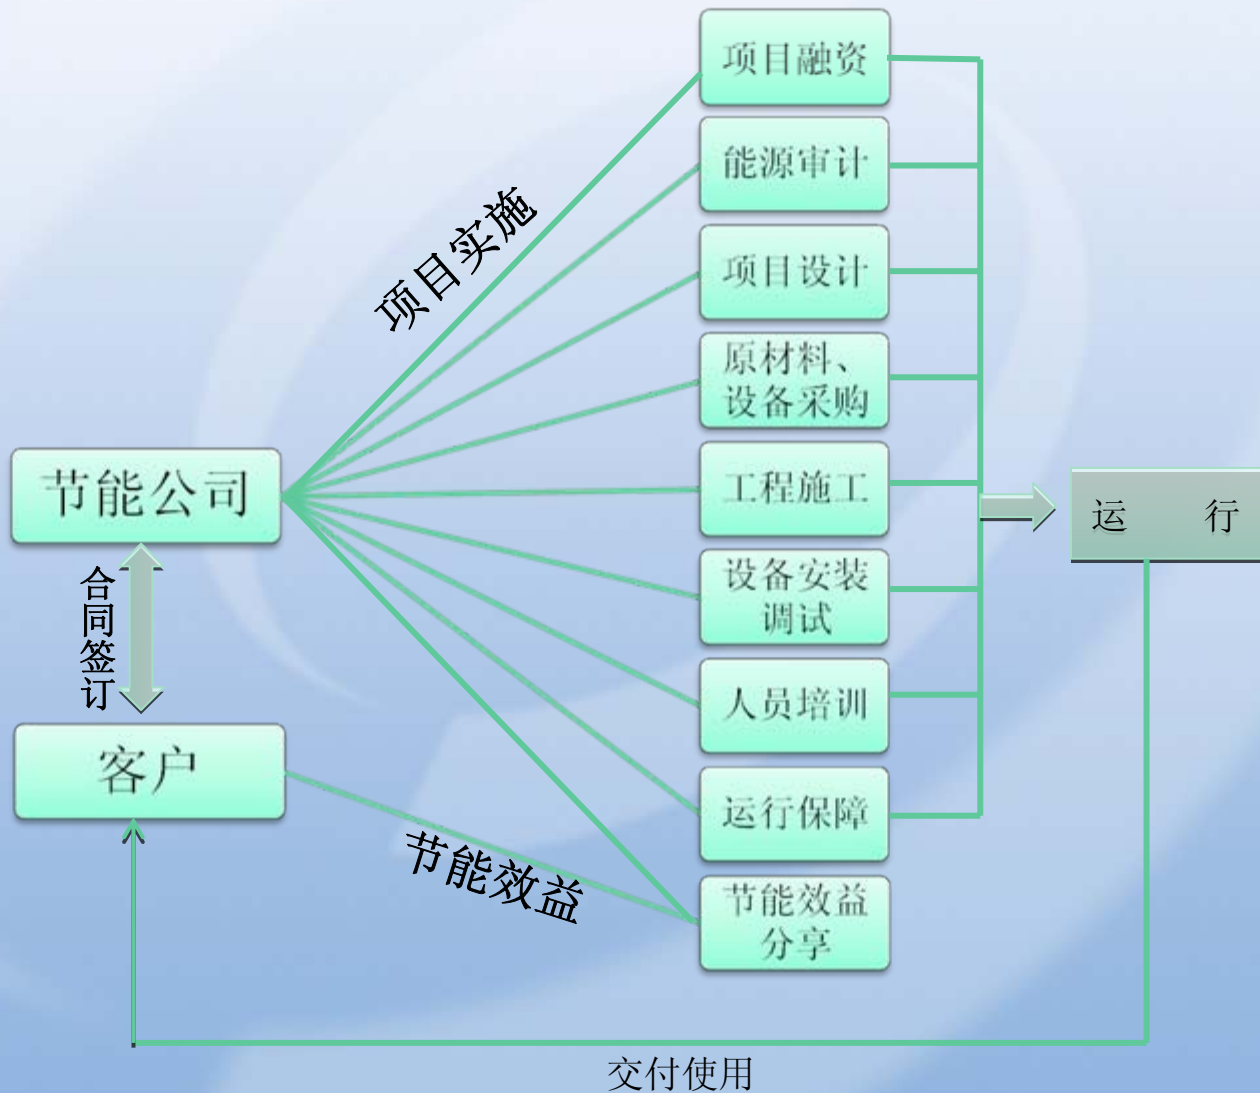 项目融资
能源审计
项目实施
项目设计
原材料、
设备采购
节能公司
工程施工
运 行
合同签订
设备安装
调试
人员培训
客户
运行保障
节能效益
节能效益
分享
交付使用